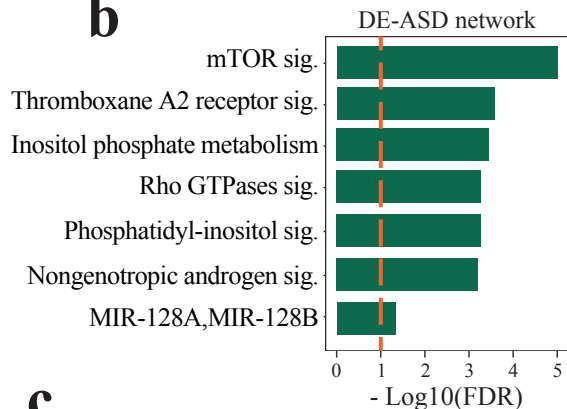 b
DE-ASD network
mTOR sig.
Thromboxane A2 receptor sig.
Inositol phosphate metabolism
Rho GTPases sig.
Phosphatidyl-inositol sig.
Nongenotropic androgen sig.
MIR-128A,MIR-128B
0 1 2 3 4 5
- Log10(FDR)
c